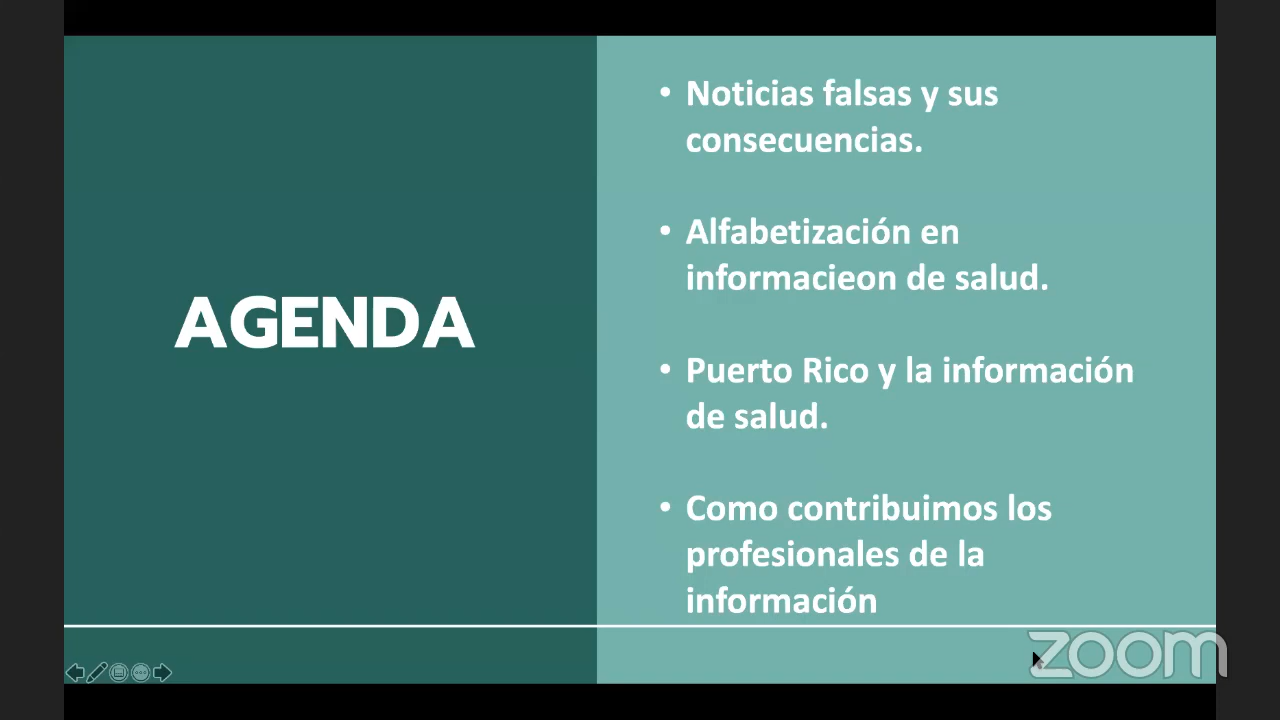 AGENDA
• Noticias falsas y sus
consecuencias.
• Alfabetización en
informacieon de salud.
• Puerto Rico y la información
de salud.
• Como contribuimos los
profesionales de la
información
zoom